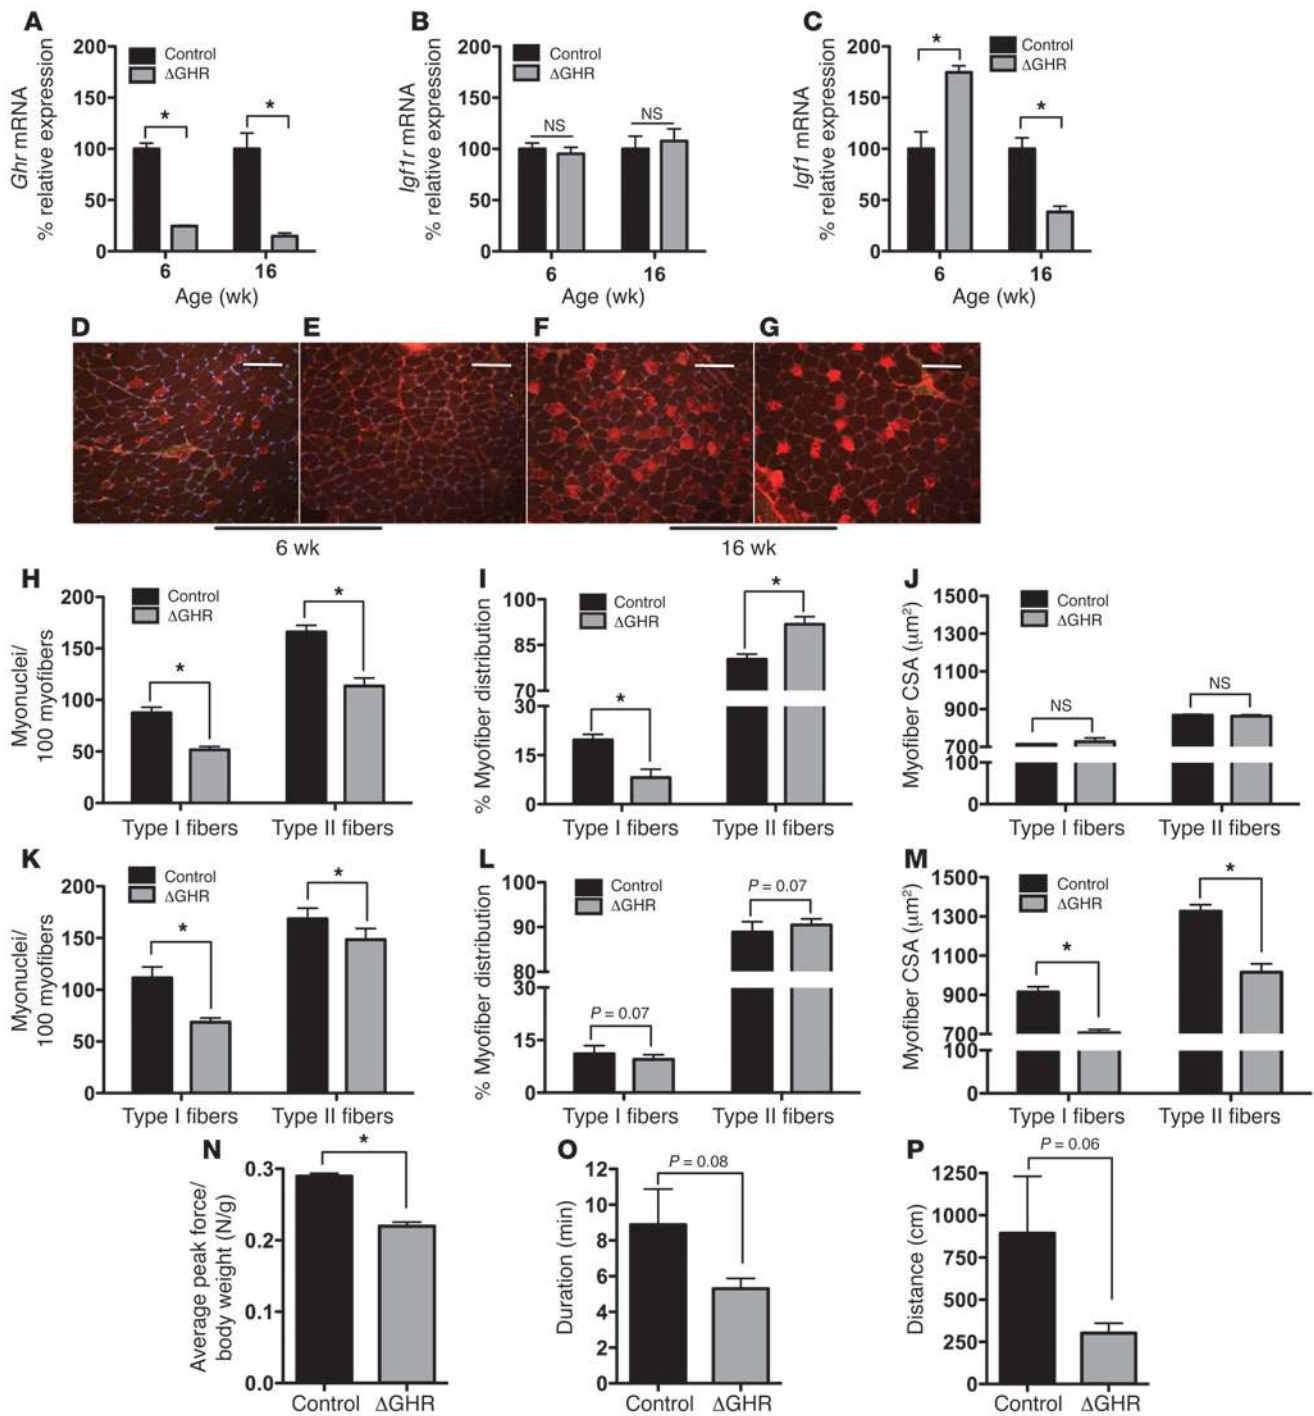 A
B
C
Ghr mRNA
% relative expression
200
150
100
50
0
Control
ΔGHR
*
*
6
16
Age (wk)
Igf1r mRNA
% relative expression
200
150
100
50
0
Control
ΔGHR
NS
NS
6
16
Age (wk)
Igf1 mRNA
% relative expression
200
150
100
50
0
Control
ΔGHR
*
*
6
16
Age (wk)
D
E
F
G
6 wk
16 wk
H
Myonuclei/
100 myofibers
200
150
100
50
0
Control
ΔGHR
*
*
Type I fibers
Type II fibers
I
% Myofiber distribution
100
85
70
30
15
0
Control
ΔGHR
*
*
Type I fibers
Type II fibers
J
Myofiber CSA (μm²)
1500
1300
1100
900
700
100
0
Control
ΔGHR
NS
NS
Type I fibers
Type II fibers
K
Myonuclei/
100 myofibers
200
150
100
50
0
Control
ΔGHR
*
*
Type I fibers
Type II fibers
L
% Myofiber distribution
100
90
80
30
15
0
Control
ΔGHR
P = 0.07
P = 0.07
Type I fibers
Type II fibers
M
Myofiber CSA (μm²)
1500
1300
1100
900
700
100
0
Control
ΔGHR
*
*
Type I fibers
Type II fibers
N
Average peak force/
body weight (N/g)
0.3
0.2
0.1
0.0
*
Control
ΔGHR
O
Duration (min)
12
10
8
6
4
2
0
P = 0.08
Control
ΔGHR
P
Distance (cm)
1250
1000
750
500
250
0
P = 0.06
Control
ΔGHR